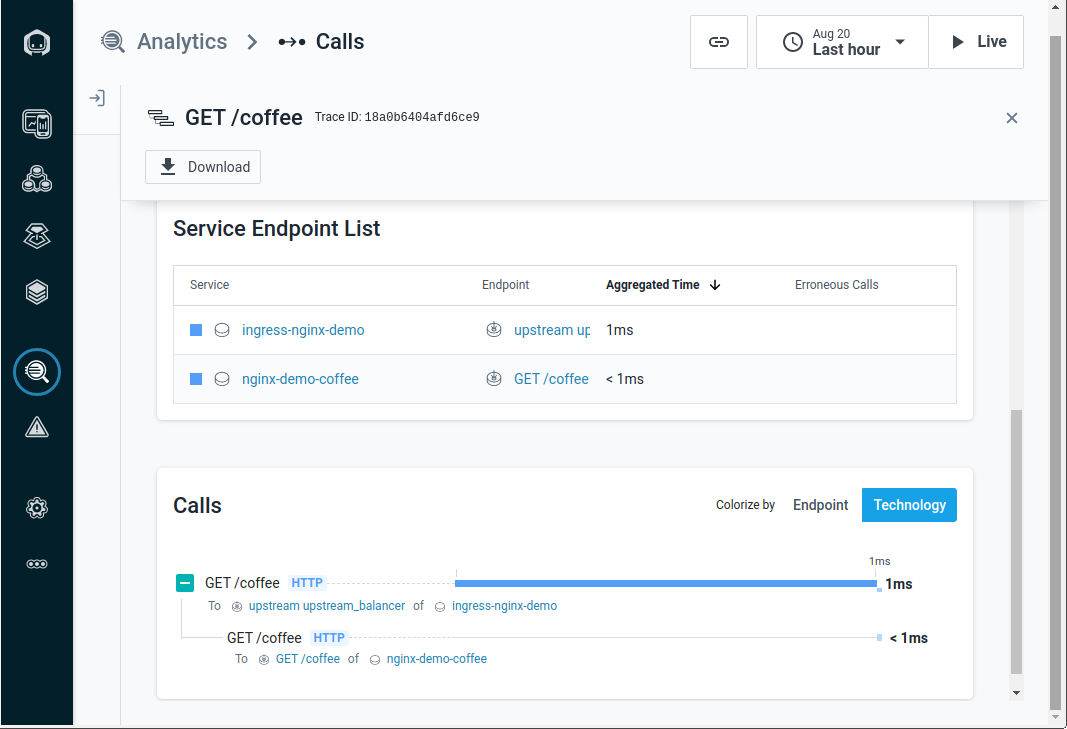 Analytics
Calls
Aug 20
Last hour
Live
GET /coffee Trace ID: 18a0b6404afd6ce9
Download
Service Endpoint List
Service Endpoint Aggregated Time Erroneous Calls
ingress-nginx-demo upstream up 1ms
nginx-demo-coffee GET /coffee < 1ms
Calls
Colorize by Endpoint Technology
1ms
GET /coffee HTTP 1ms
To upstream upstream_balancer of ingress-nginx-demo
GET /coffee HTTP < 1ms
To GET /coffee of nginx-demo-coffee